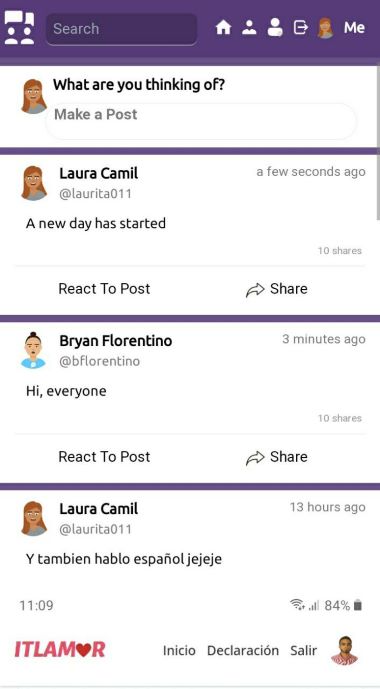 Search
Me
What are you thinking of?
Make a Post
Laura Camil
a few seconds ago
@laurita011
A new day has started
10 shares
React To Post
Share
Bryan Florentino
3 minutes ago
@bflorentino
Hi, everyone
10 shares
React To Post
Share
Laura Camil
13 hours ago
@laurita011
Y tambien hablo español jejeje
11:09
84%
ITLAMOR
Inicio Declaración Salir